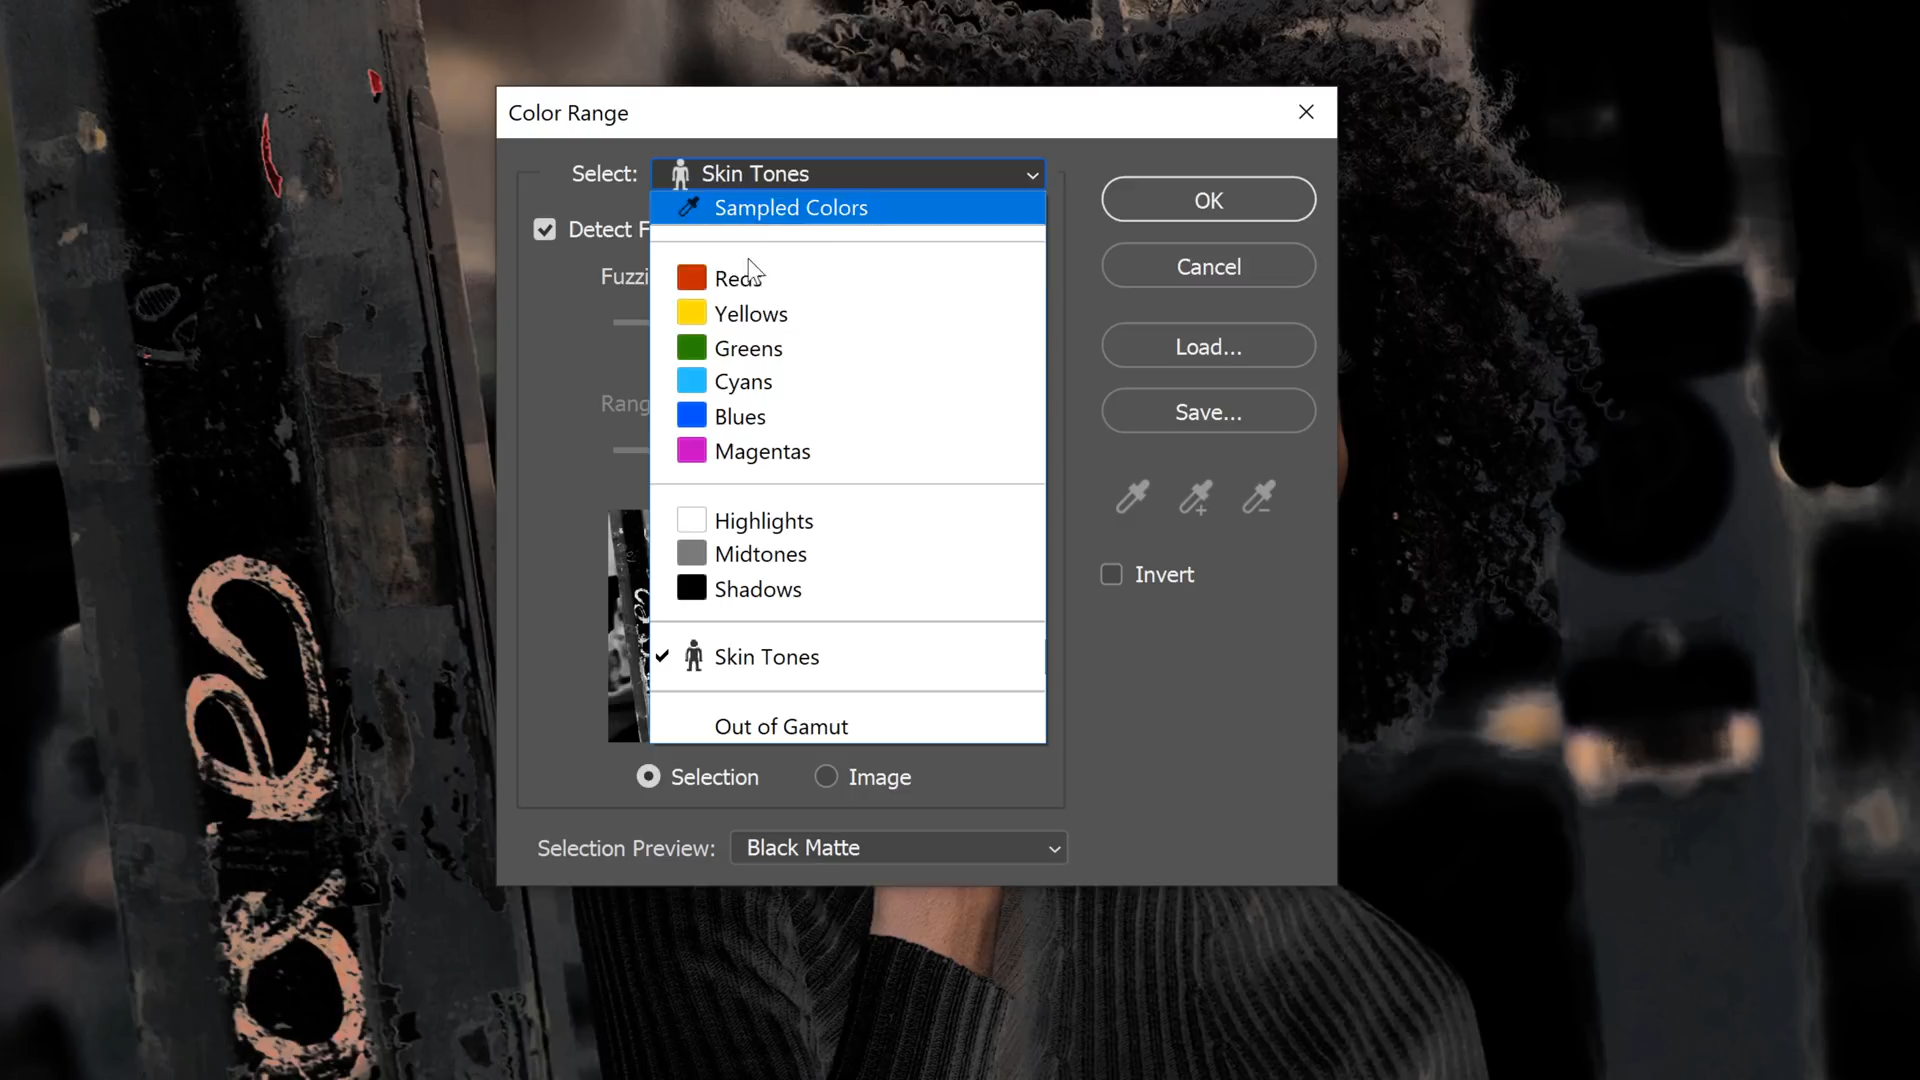 Color Range
Select: Skin Tones
Sampled Colors
Detect F
Fuzzi
Reds
Yellows
Greens
Cyans
Rang
Blues
Magentas
Highlights
Midtones
Shadows
Skin Tones
Out of Gamut
Selection Image
Selection Preview: Black Matte
OK
Cancel
Load...
Save...
Invert